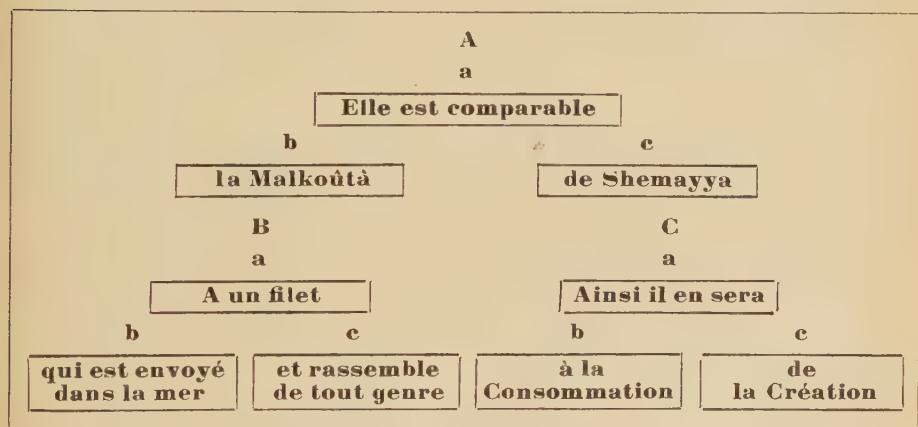 A
a
Elle est comparable
b c
la Malkoûtà de Shemayya
B C
a a
A un filet Ainsi il en sera
b c b c
qui est envoyé et rassemble à la de
dans la mer de tout genre Consommation la Création